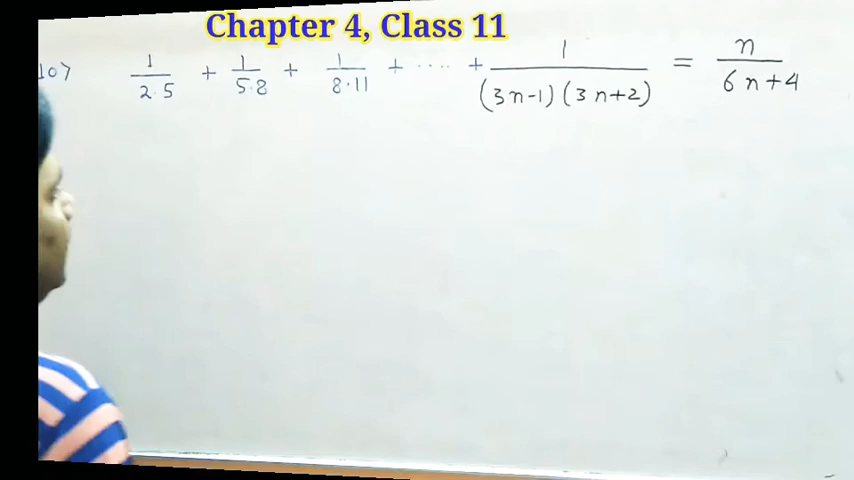 Chapter 4, Class 11
10> 1/2·5 + 1/5·8 + 1/8·11 + ···· + 1/(3n-1)(3n+2) = n/6n+4